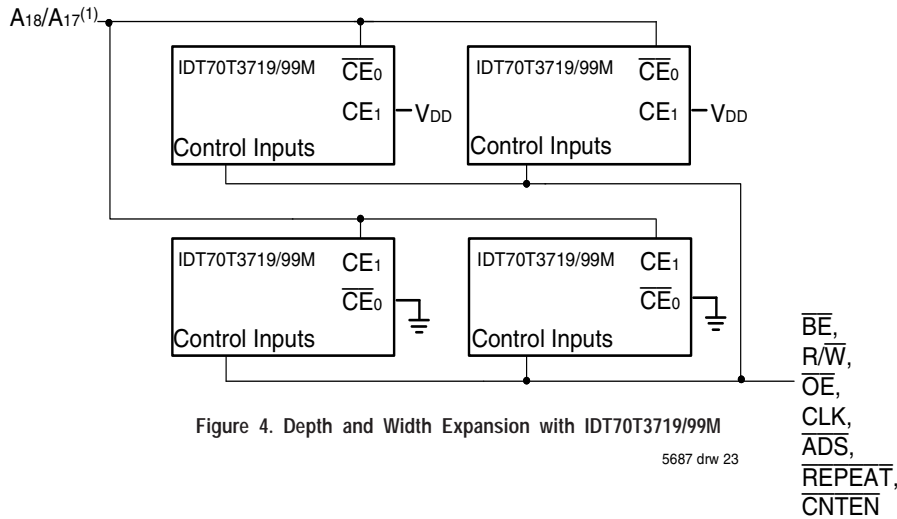 A18/A17(1)
IDT70T3719/99M
CE0
CE1
VDD
Control Inputs
IDT70T3719/99M
CE0
CE1
VDD
Control Inputs
IDT70T3719/99M
CE1
CE0
Control Inputs
IDT70T3719/99M
CE1
CE0
Control Inputs
BE,
R/W,
OE,
CLK,
ADS,
REPEAT,
CNTEN
Figure 4. Depth and Width Expansion with IDT70T3719/99M
5687 drw 23